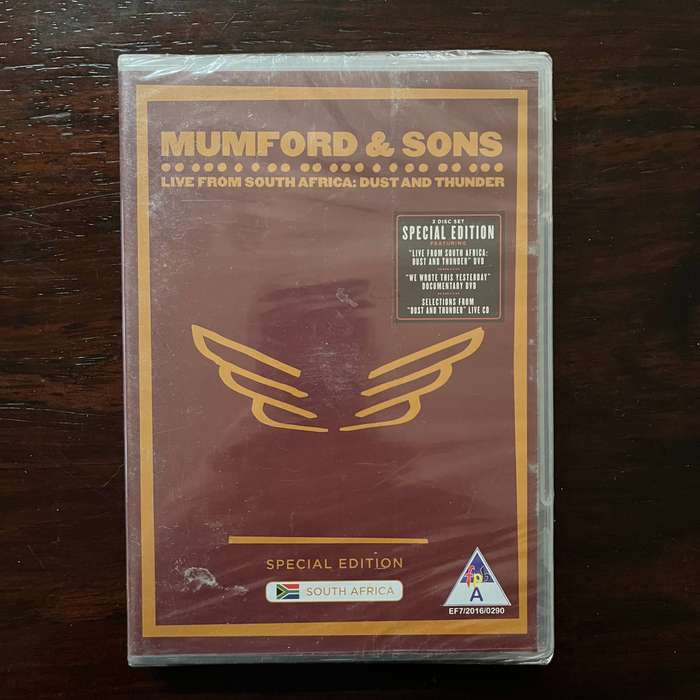 MUMFORD & SONS
LIVE FROM SOUTH AFRICA: DUST AND THUNDER
3 DISC SET
SPECIAL EDITION
FEATURING
"LIVE FROM SOUTH AFRICA:
DUST AND THUNDER" DVD
"WE WROTE THIS YESTERDAY"
DOCUMENTARY DVD
SELECTIONS FROM
"DUST AND THUNDER" LIVE CD
SPECIAL EDITION
SOUTH AFRICA
fpb
A
EF7/2016/0290